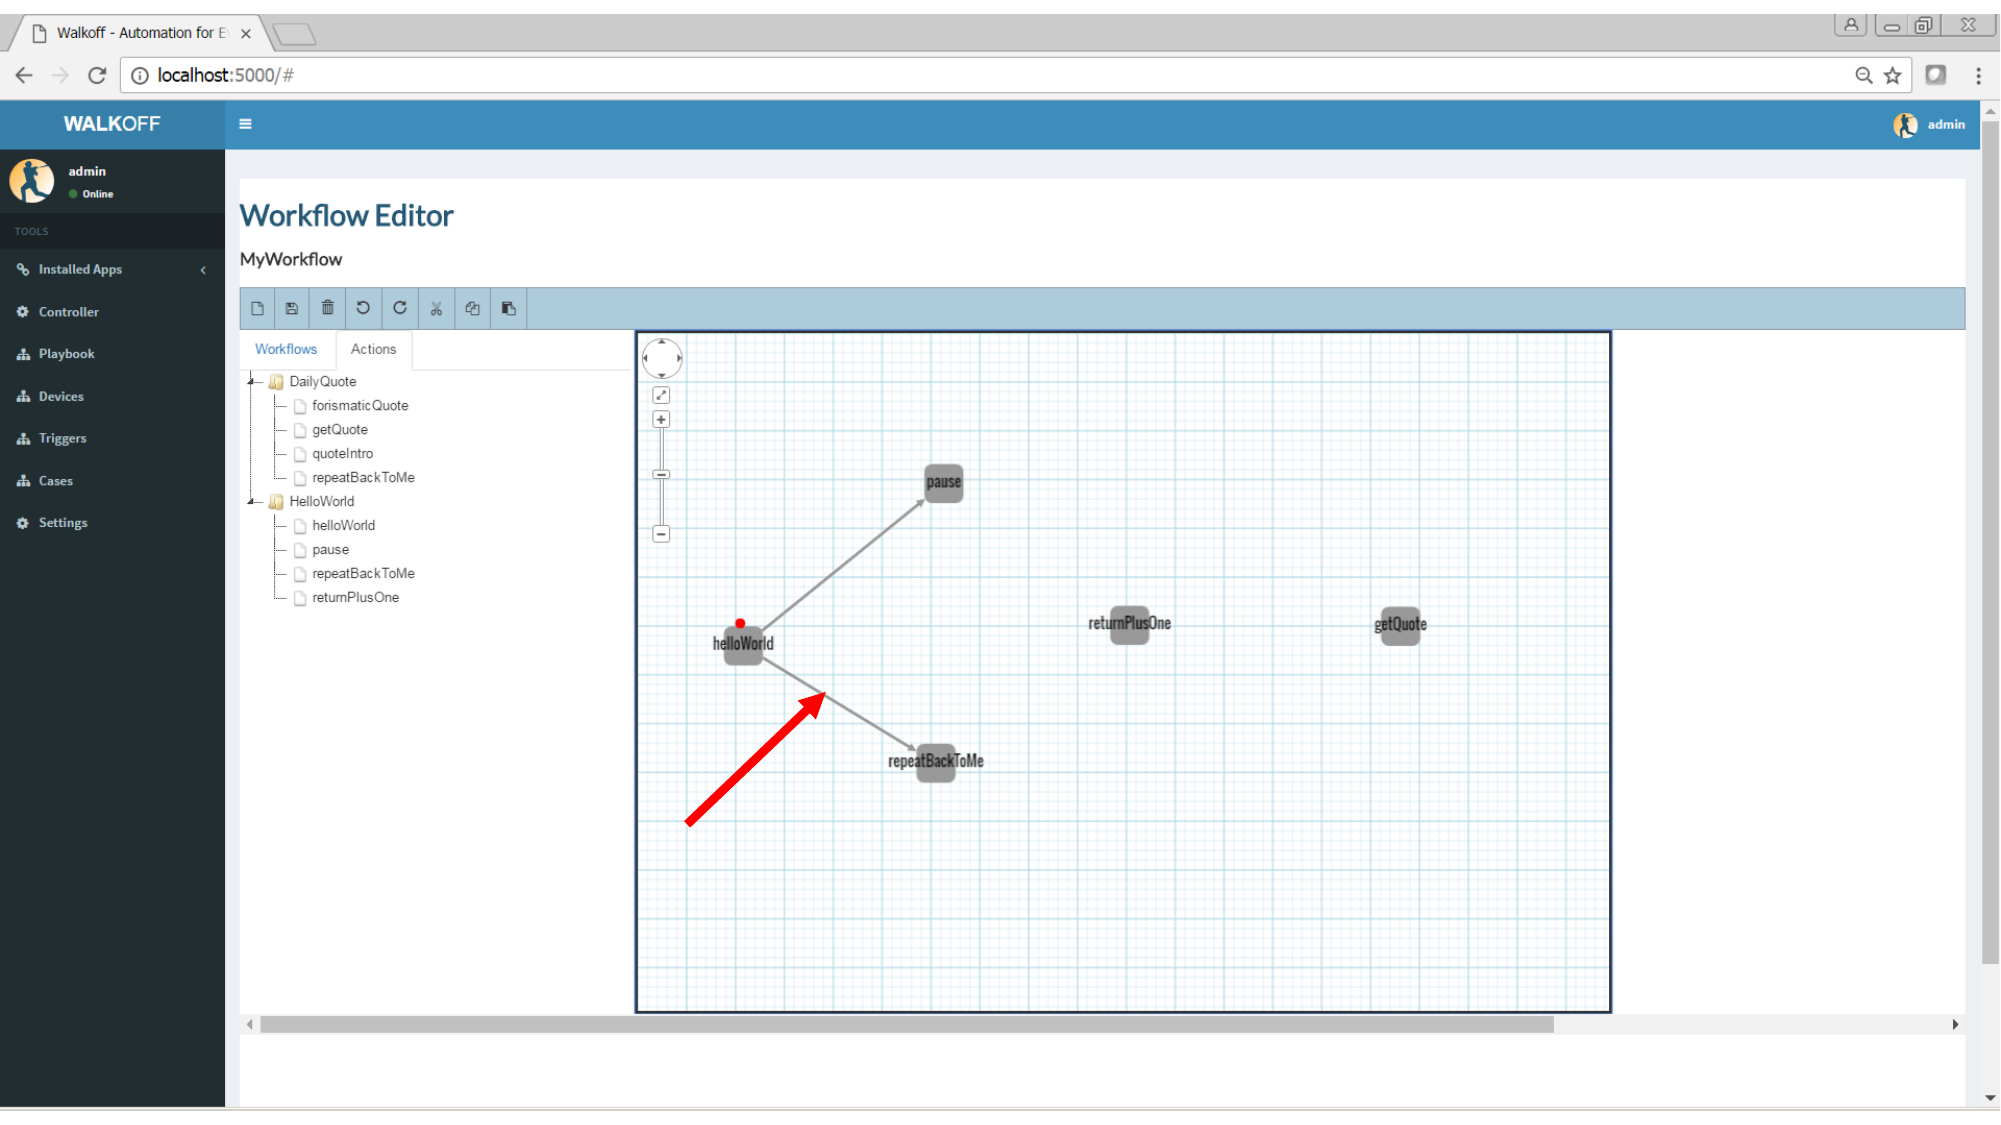 Walkoff - Automation for E
localhost:5000/#
WALKOFF
admin
admin
Online
TOOLS
Installed Apps
Controller
Playbook
Devices
Triggers
Cases
Settings
Workflow Editor
MyWorkflow
Workflows Actions
DailyQuote
forismaticQuote
getQuote
quoteIntro
repeatBackToMe
HelloWorld
helloWorld
pause
repeatBackToMe
returnPlusOne
pause
returnPlusOne
getQuote
helloWorld
repeatBackToMe